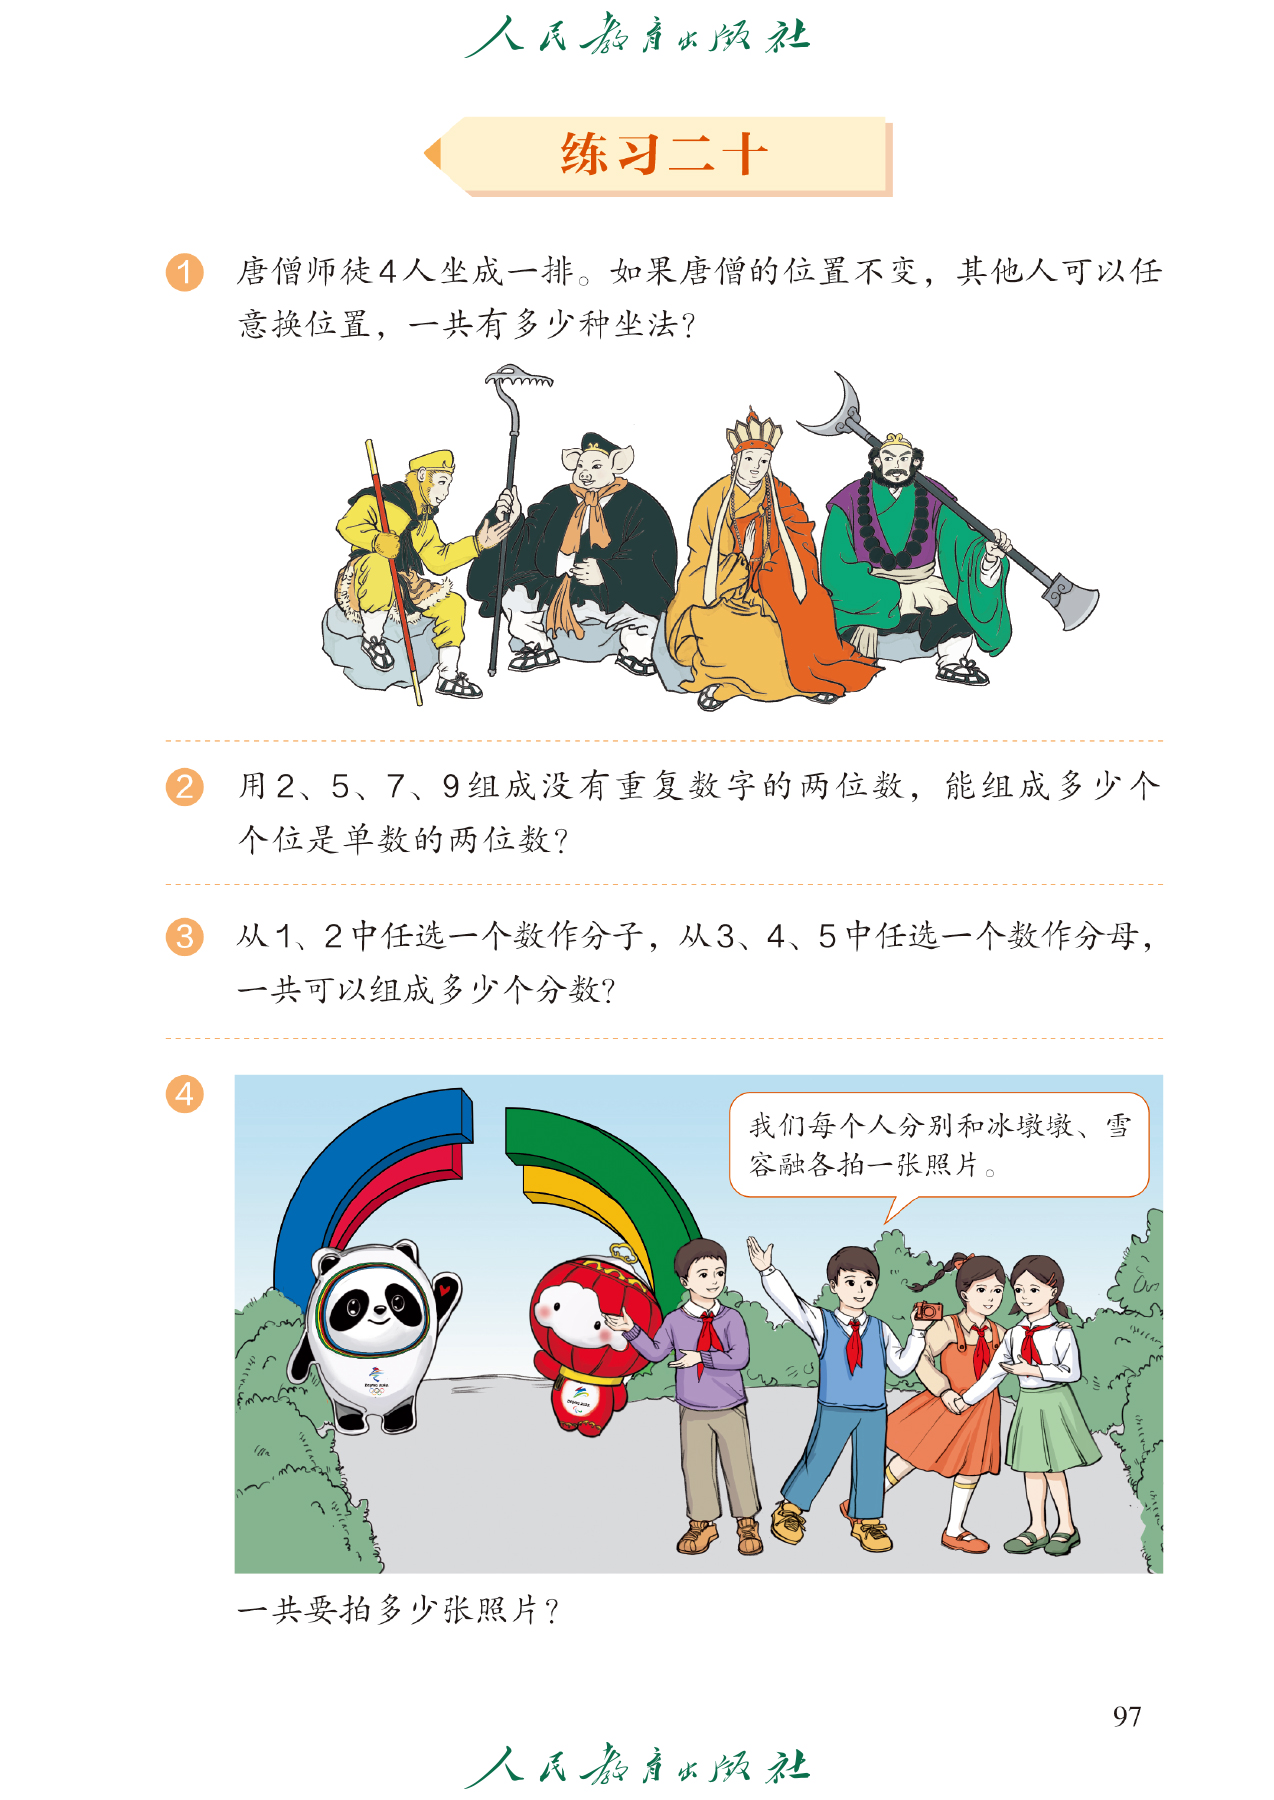 人民教育出版社
练习二十
1 唐僧师徒4人坐成一排。如果唐僧的位置不变，其他人可以任
意换位置，一共有多少种坐法？
2 用2、5、7、9组成没有重复数字的两位数，能组成多少个
个位是单数的两位数？
3 从1、2中任选一个数作分子，从3、4、5中任选一个数作分母，
一共可以组成多少个分数？
4
我们每个人分别和冰墩墩、雪
容融各拍一张照片。
BEIJING 2022
BEIJING 2022
一共要拍多少张照片？
97
人民教育出版社